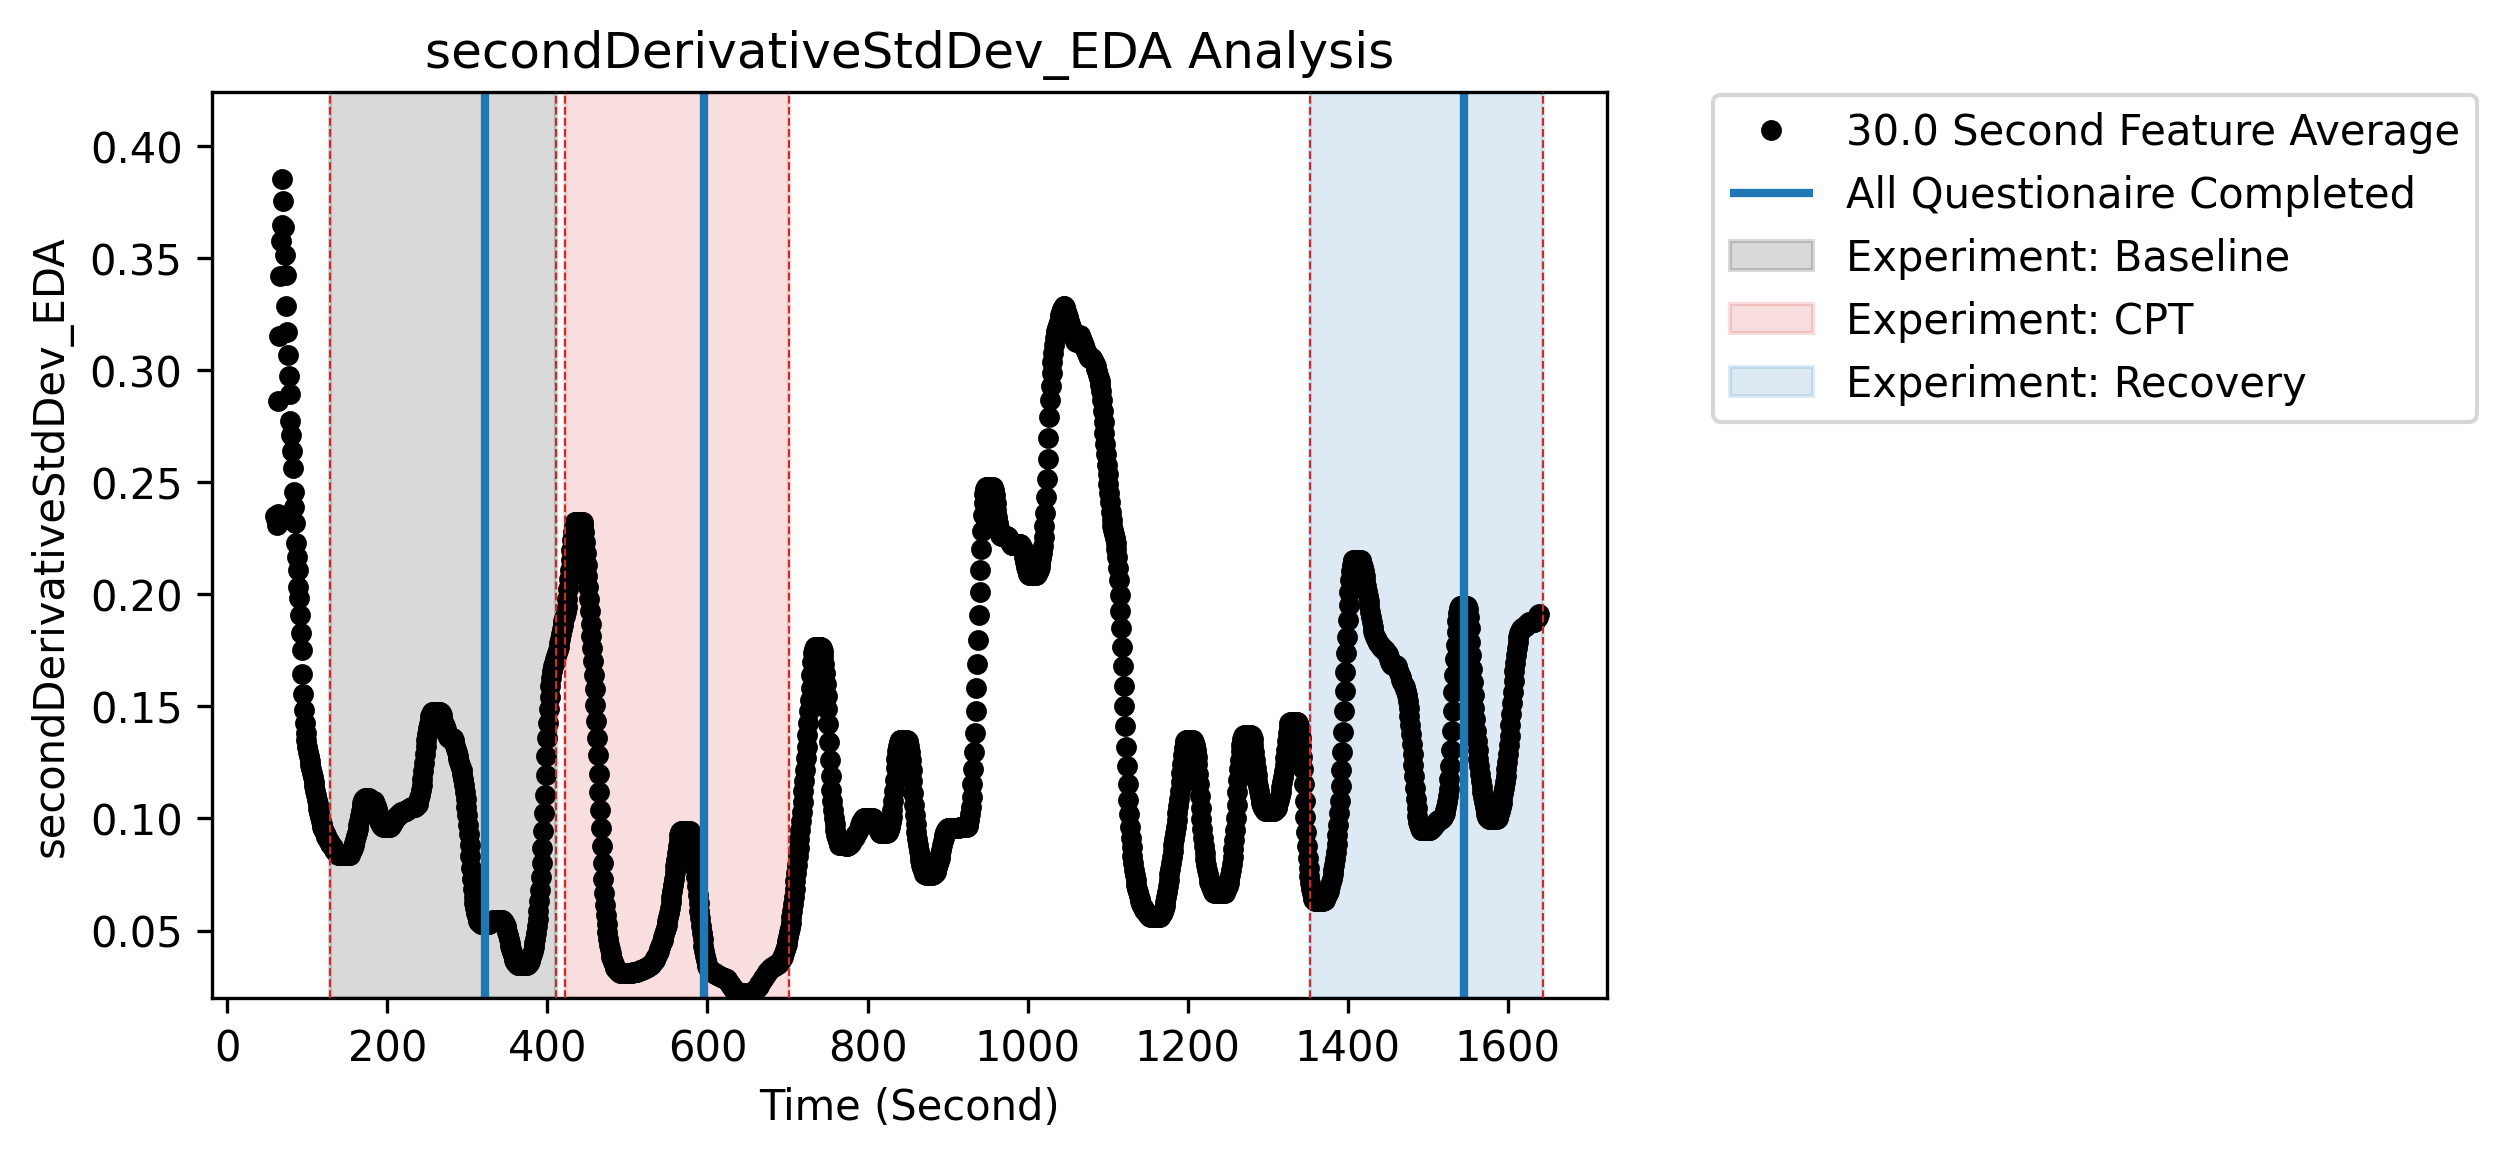 secondDerivativeStdDev_EDA Analysis
secondDerivativeStdDev_EDA
0.40
0.35
0.30
0.25
0.20
0.15
0.10
0.05
0 200 400 600 800 1000 1200 1400 1600
Time (Second)
30.0 Second Feature Average
All Questionaire Completed
Experiment: Baseline
Experiment: CPT
Experiment: Recovery